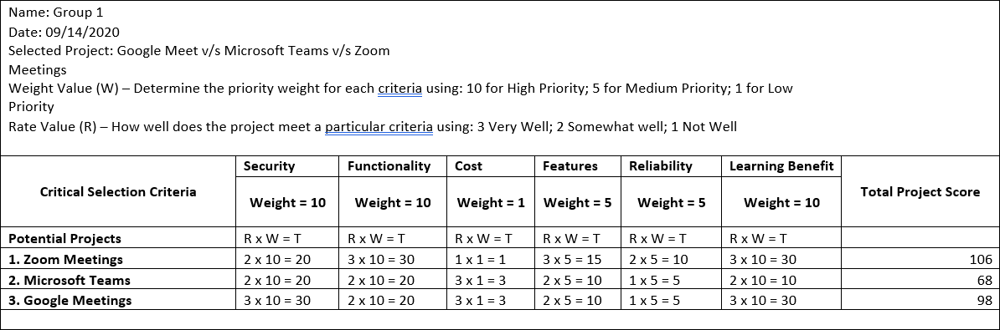 Name: Group 1
Date: 09/14/2020
Selected Project: Google Meet v/s Microsoft Teams v/s Zoom
Meetings
Weight Value (W) – Determine the priority weight for each criteria using: 10 for High Priority; 5 for Medium Priority; 1 for Low
Priority
Rate Value (R) – How well does the project meet a particular criteria using: 3 Very Well; 2 Somewhat well; 1 Not Well
Critical Selection Criteria Security Functionality Cost Features Reliability Learning Benefit Total Project Score
Weight = 10 Weight = 10 Weight = 1 Weight = 5 Weight = 5 Weight = 10
Potential Projects R x W = T R x W = T R x W = T R x W = T R x W = T R x W = T
1. Zoom Meetings 2 x 10 = 20 3 x 10 = 30 1 x 1 = 1 3 x 5 = 15 2 x 5 = 10 3 x 10 = 30 106
2. Microsoft Teams 2 x 10 = 20 2 x 10 = 20 3 x 1 = 3 2 x 5 = 10 1 x 5 = 5 2 x 10 = 10 68
3. Google Meetings 3 x 10 = 30 2 x 10 = 20 3 x 1 = 3 2 x 5 = 10 1 x 5 = 5 3 x 10 = 30 98